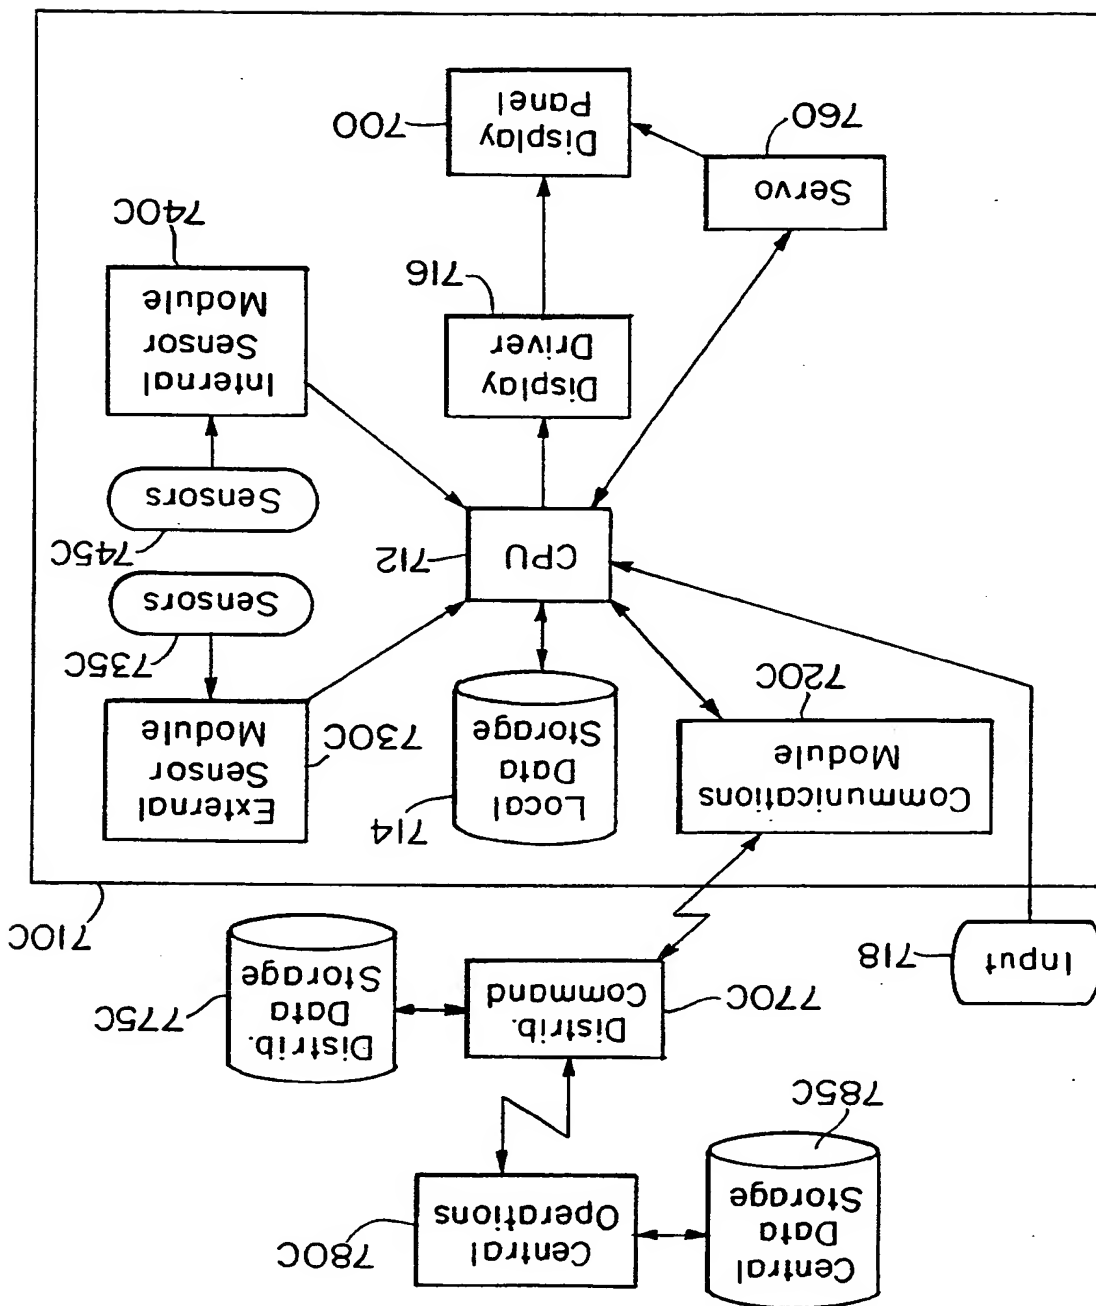 Central
Data
Storage
785C
Central
Operations
780C
Distrib.
Command
770C
Distrib.
Data
Storage
775C
Input
718
710C
Communications
Module
720C
Local
Data
Storage
714
External
Sensor
Module
730C
Sensors
735C
CPU
712
Sensors
745C
Internal
Sensor
Module
740C
Display
Driver
716
Servo
760
Display
Panel
700